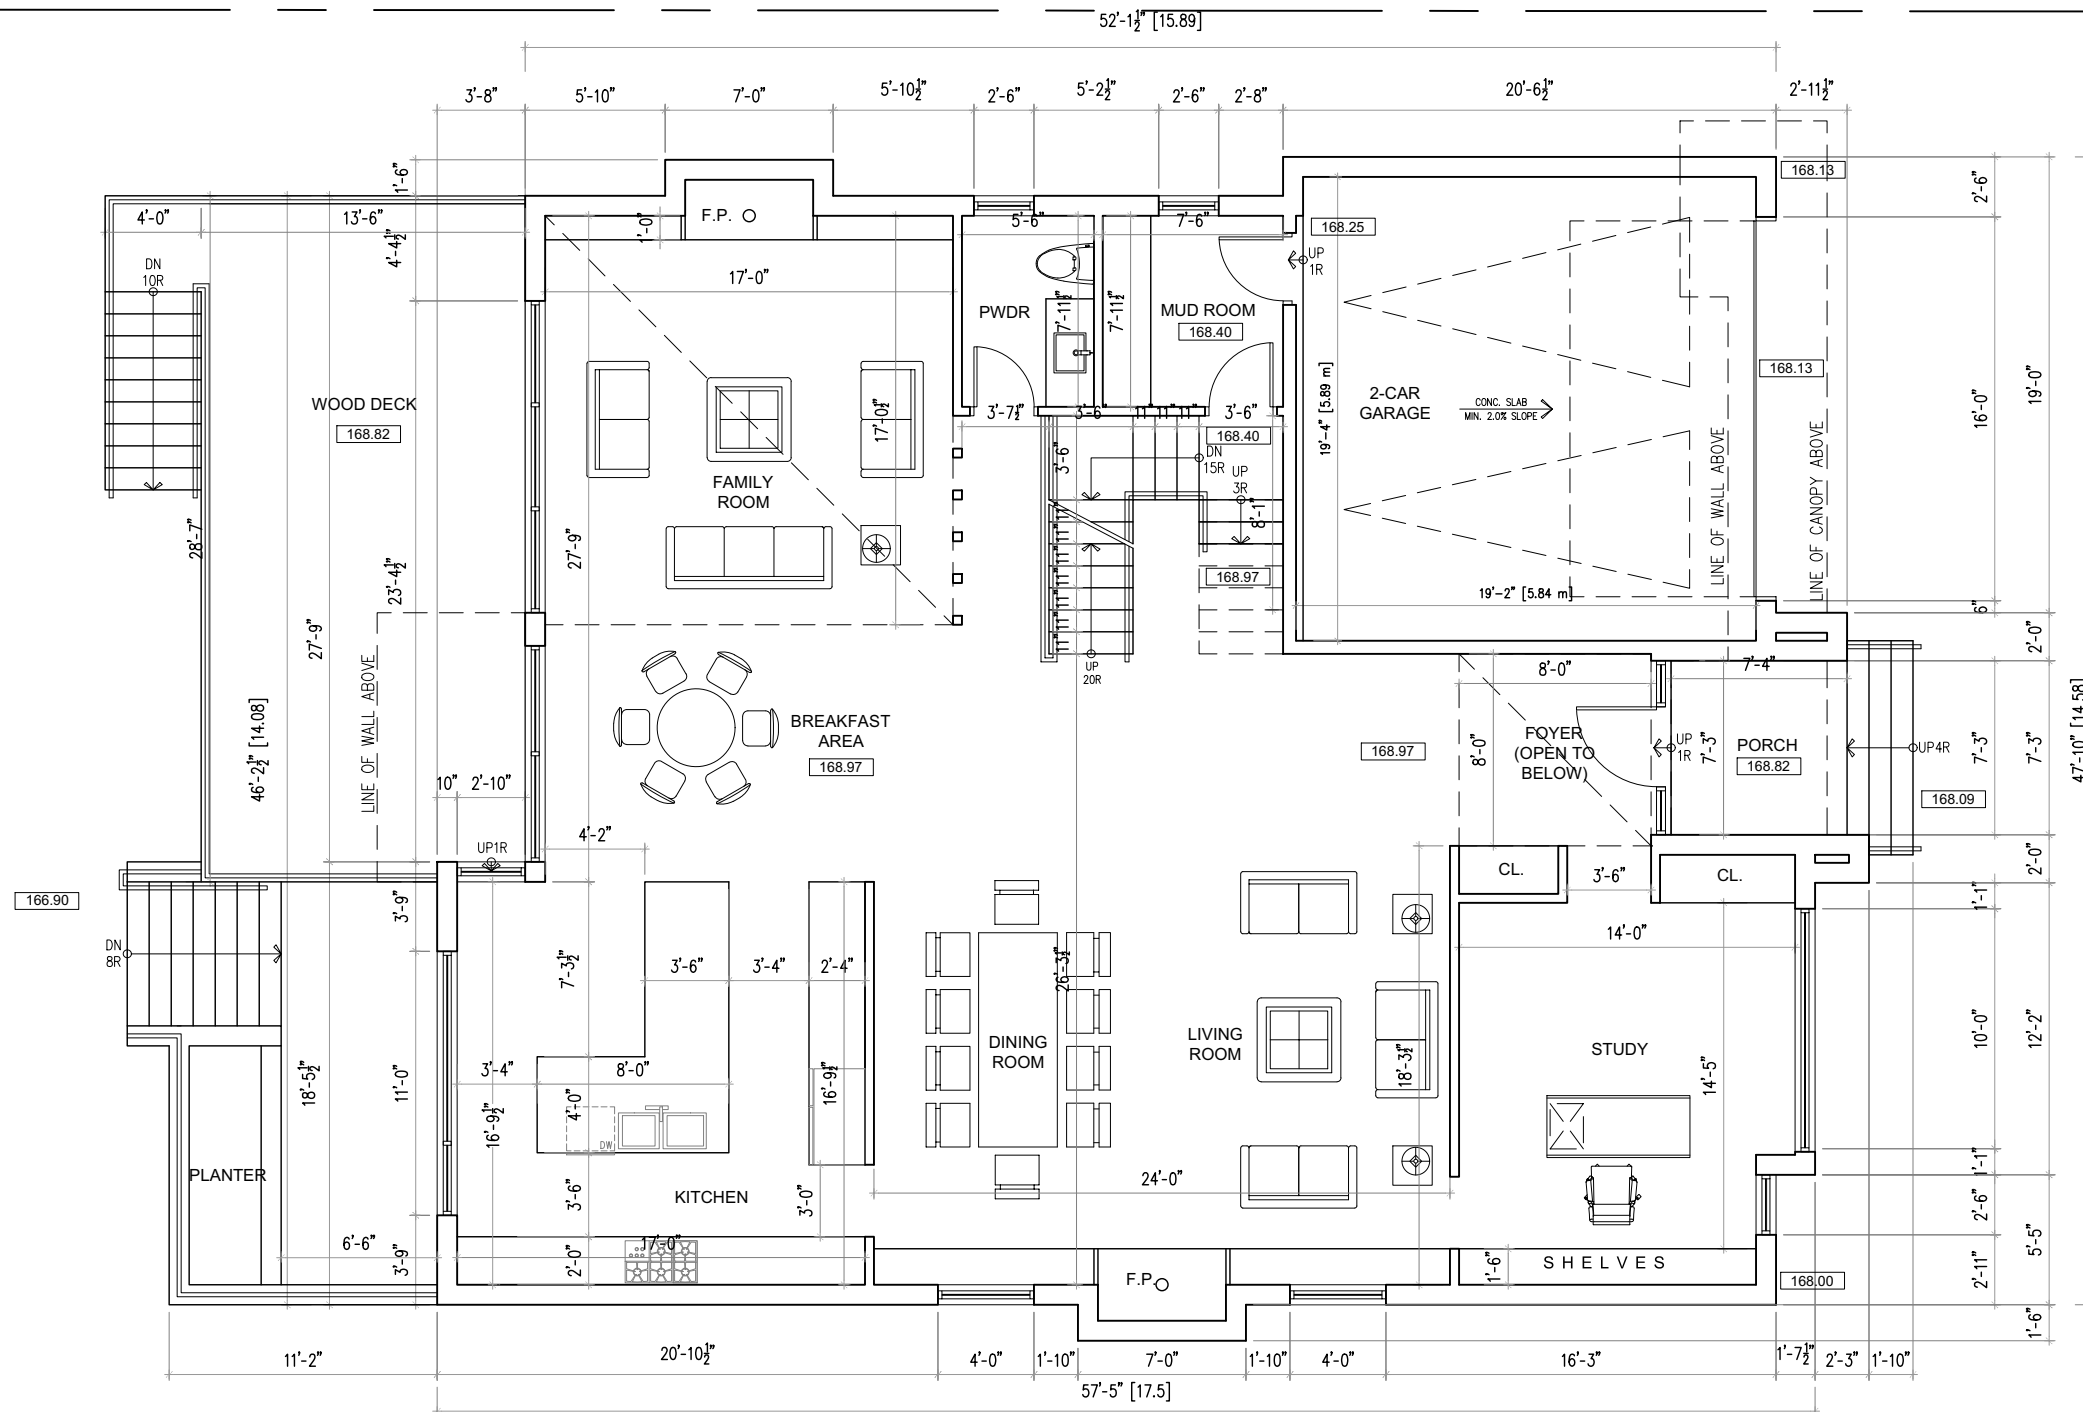 52'-1½" [15.89]
3'-8" 5'-10" 7'-0" 5'-10½" 2'-6" 5'-2½" 2'-6" 2'-8" 20'-6½" 2'-11½"
1'-6"
168.13
2'-6"
4'-0" 13'-6" 4'-4½"
F.P. 1'-0"
5'-6" 7'-6"
168.25
DN
10R
17'-0"
UP
1R
PWDR
7'-11½" 7'-11½"
MUD ROOM
168.40
168.13
WOOD DECK
168.82
17'-0½"
2-CAR
GARAGE
CONC. SLAB
MIN. 2.0% SLOPE
19'-4" [5.89 m]
16'-0" 19'-0"
3'-7½" 3'-6" 11" 11" 11" 3'-6"
168.40
DN
15R
UP
3R
3'-6"
8'-1"
FAMILY
ROOM
LINE OF WALL ABOVE
LINE OF CANOPY ABOVE
28'-7"
27'-9"
23'-4½"
11" 11" 11" 11" 11" 11" 11"
168.97
19'-2" [5.84 m]
6"
2'-0"
27'-9"
LINE OF WALL ABOVE
UP
20R
8'-0" 7'-4"
46'-2½" [14.08]
BREAKFAST
AREA
168.97
168.97
8'-0"
FOYER
(OPEN TO
BELOW)
UP
1R
7'-3"
PORCH
168.82
UP4R
7'-3" 7'-3"
47'-10" [14.58]
168.09
10" 2'-10"
UP1R
4'-2"
2'-0"
166.90
CL. 3'-6" CL.
3'-9"
1'-1"
DN
8R
14'-0"
7'-3½"
3'-6" 3'-4" 2'-4"
26'-3½"
DINING
ROOM
LIVING
ROOM
18'-3½"
STUDY
14'-5"
10'-0" 12'-2"
18'-5½"
11'-0"
3'-4" 8'-0"
16'-9½"
4'-0"
DW
16'-9½"
PLANTER
KITCHEN
3'-6"
3'-0"
24'-0"
1'-1"
2'-6"
5'-5"
6'-6"
3'-9"
17'-0"
2'-0"
F.P.
1'-6"
SHELVES
168.00
2'-11"
1'-6"
11'-2" 20'-10½" 4'-0" 1'-10" 7'-0" 1'-10" 4'-0" 16'-3" 1'-7½" 2'-3" 1'-10"
57'-5" [17.5]